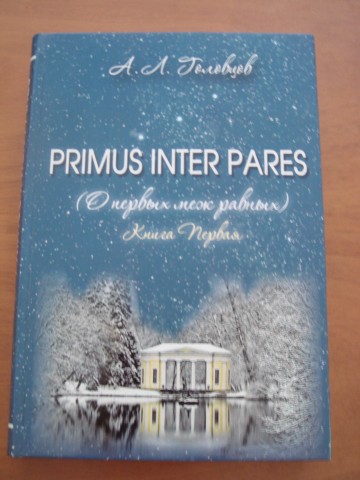 А. Л. Головцов
PRIMUS INTER PARES
(О первых меж равных)
Книга Первая